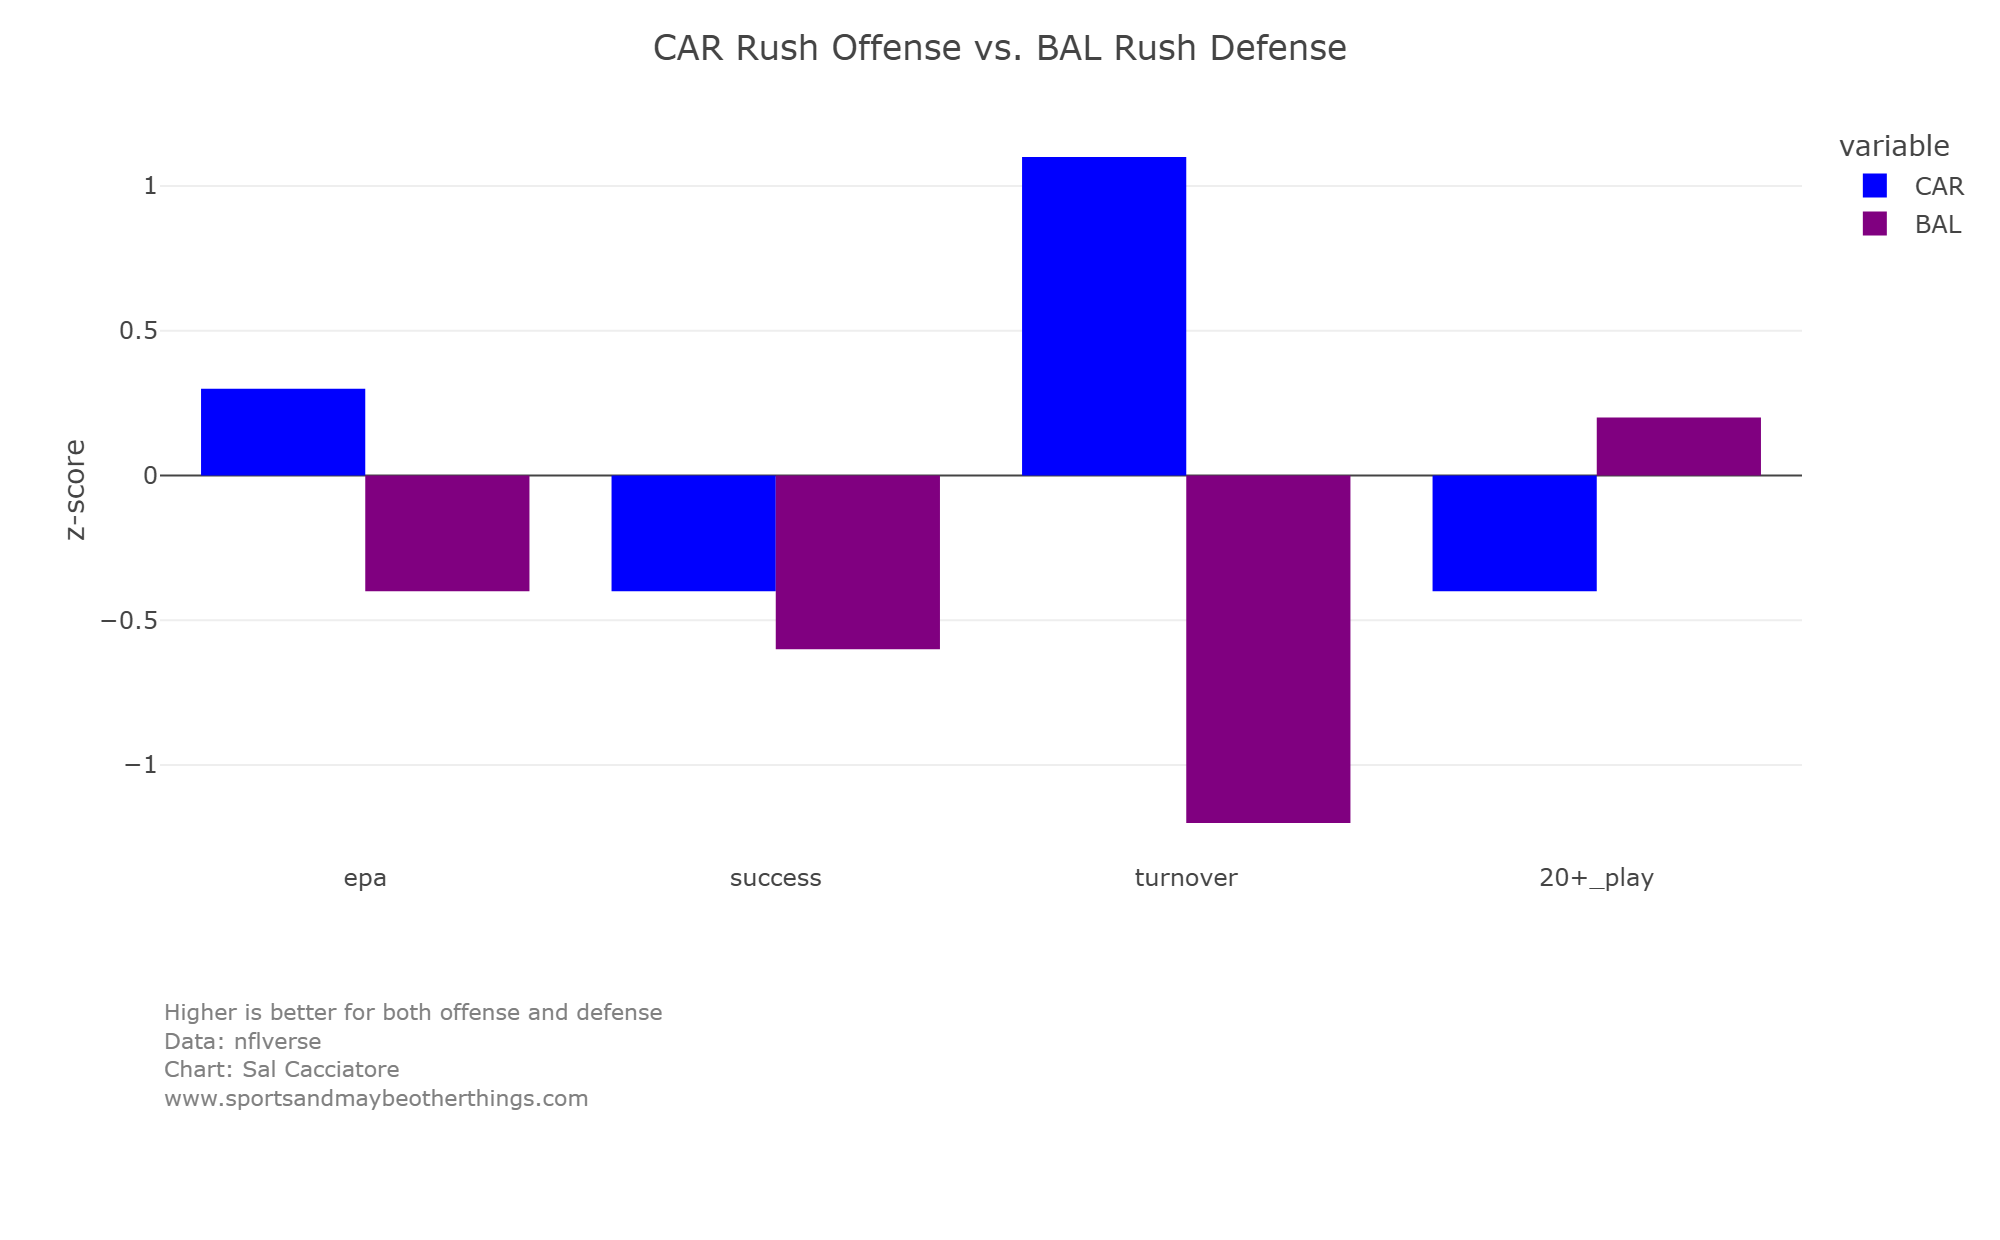 CAR Rush Offense vs. BAL Rush Defense
variable
CAR
BAL
z-score
1
0.5
0
−0.5
−1
epa
success
turnover
20+_play
Higher is better for both offense and defense
Data: nflverse
Chart: Sal Cacciatore
www.sportsandmaybeotherthings.com